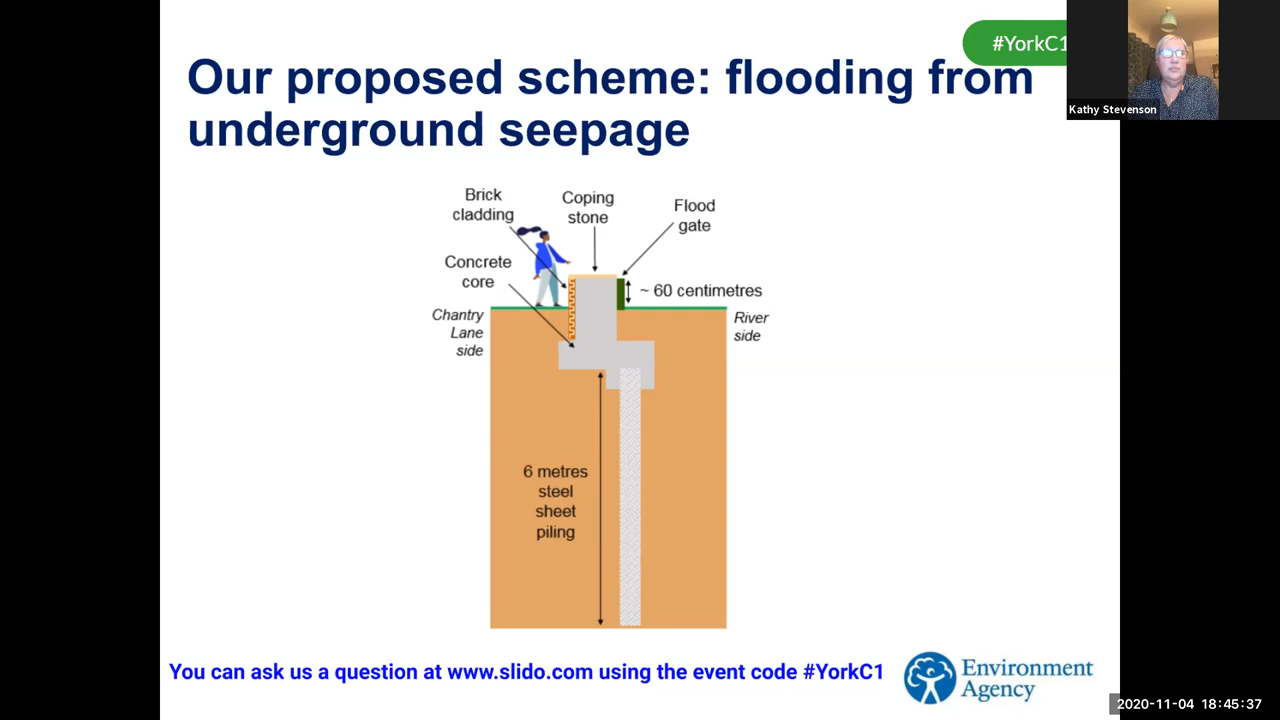 #YorkC1
Our proposed scheme: flooding from
underground seepage
Kathy Stevenson
Brick
cladding
Coping
stone
Flood
gate
Concrete
core
~ 60 centimetres
Chantry
Lane
side
River
side
6 metres
steel
sheet
piling
You can ask us a question at www.slido.com using the event code #YorkC1
Environment
Agency
2020-11-04 18:45:37